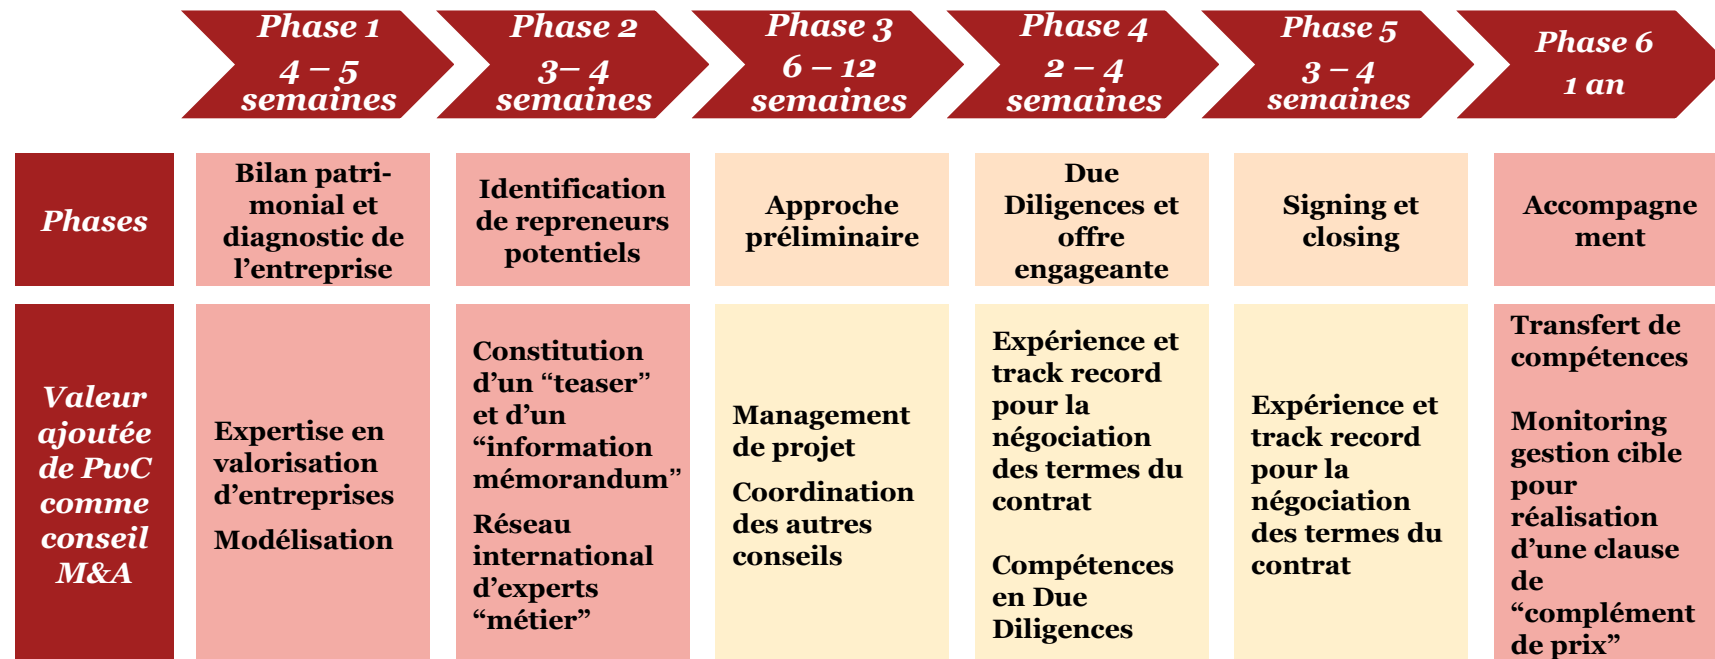 Phase 1
4 – 5
semaines
Phase 2
3– 4
semaines
Phase 3
6 – 12
semaines
Phase 4
2 – 4
semaines
Phase 5
3 – 4
semaines
Phase 6
1 an
Phases
Bilan patri-
monial et
diagnostic de
l’entreprise
Identification
de repreneurs
potentiels
Approche
préliminaire
Due
Diligences et
offre
engageante
Signing et
closing
Accompagne
ment
Valeur
ajoutée
de PwC
comme
conseil
M&A
Expertise en
valorisation
d’entreprises
Modélisation
Constitution
d’un “teaser”
et d’un
“information
mémorandum”
Réseau
international
d’experts
“métier”
Management
de projet
Coordination
des autres
conseils
Expérience et
track record
pour la
négociation
des termes du
contrat
Compétences
en Due
Diligences
Expérience et
track record
pour la
négociation
des termes du
contrat
Transfert de
compétences
Monitoring
gestion cible
pour
réalisation
d’une clause
de
“complément
de prix”